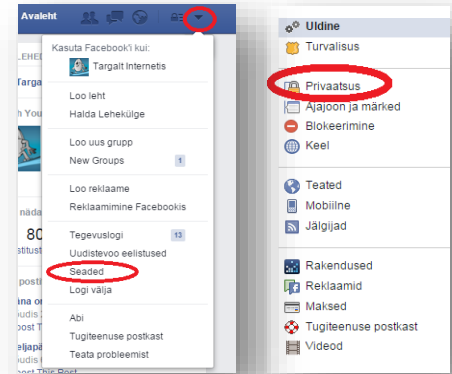 Avaleht
Kasuta Facebook'i kui:
Targalt Internetis
Loo leht
Halda Lehekülge
Loo uus grupp
New Groups 1
Loo reklaame
Reklaamimine Facebookis
Tegevuslogi 13
Uudistevoo eelistused
Seaded
Logi välja
Abi
Tugiteenuse postkast
Teata probleemist
Uldine
Turvalisus
Privaatsus
Ajajoon ja märked
Blokeerimine
Keel
Teated
Mobiilne
Jälgijad
Rakendused
Reklaamid
Maksed
Tugiteenuse postkast
Videod